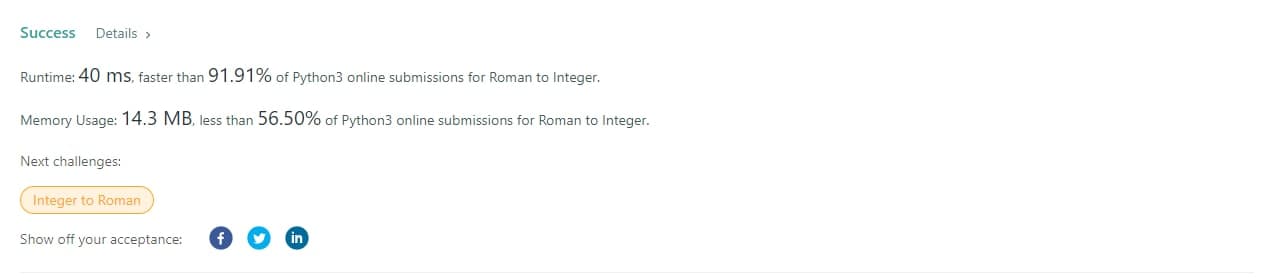 Success Details >
Runtime: 40 ms, faster than 91.91% of Python3 online submissions for Roman to Integer.
Memory Usage: 14.3 MB, less than 56.50% of Python3 online submissions for Roman to Integer.
Next challenges:
Integer to Roman
Show off your acceptance: f in